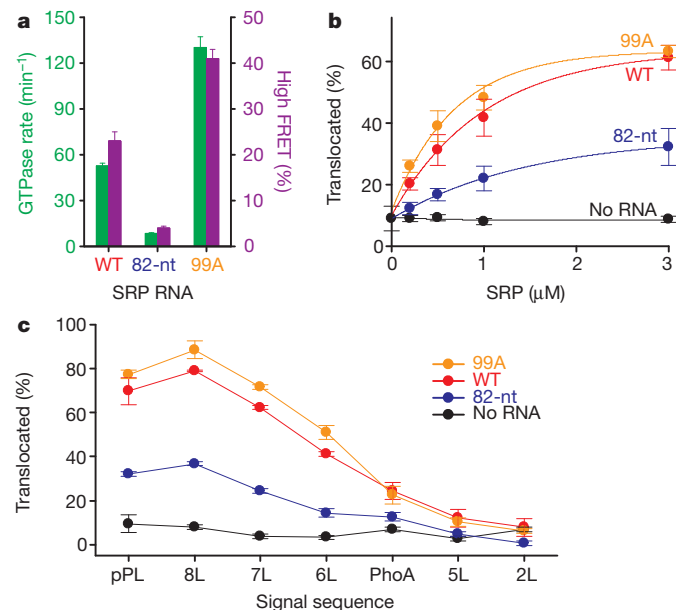 a
GTPase rate (min⁻¹)
150
120
90
60
30
0
50
40
30
20
10
0
High FRET (%)
WT 82-nt 99A
SRP RNA
b
Translocated (%)
60
40
20
0
99A
WT
82-nt
No RNA
0 1 2 3
SRP (μM)
c
Translocated (%)
100
80
60
40
20
0
99A
WT
82-nt
No RNA
pPL 8L 7L 6L PhoA 5L 2L
Signal sequence